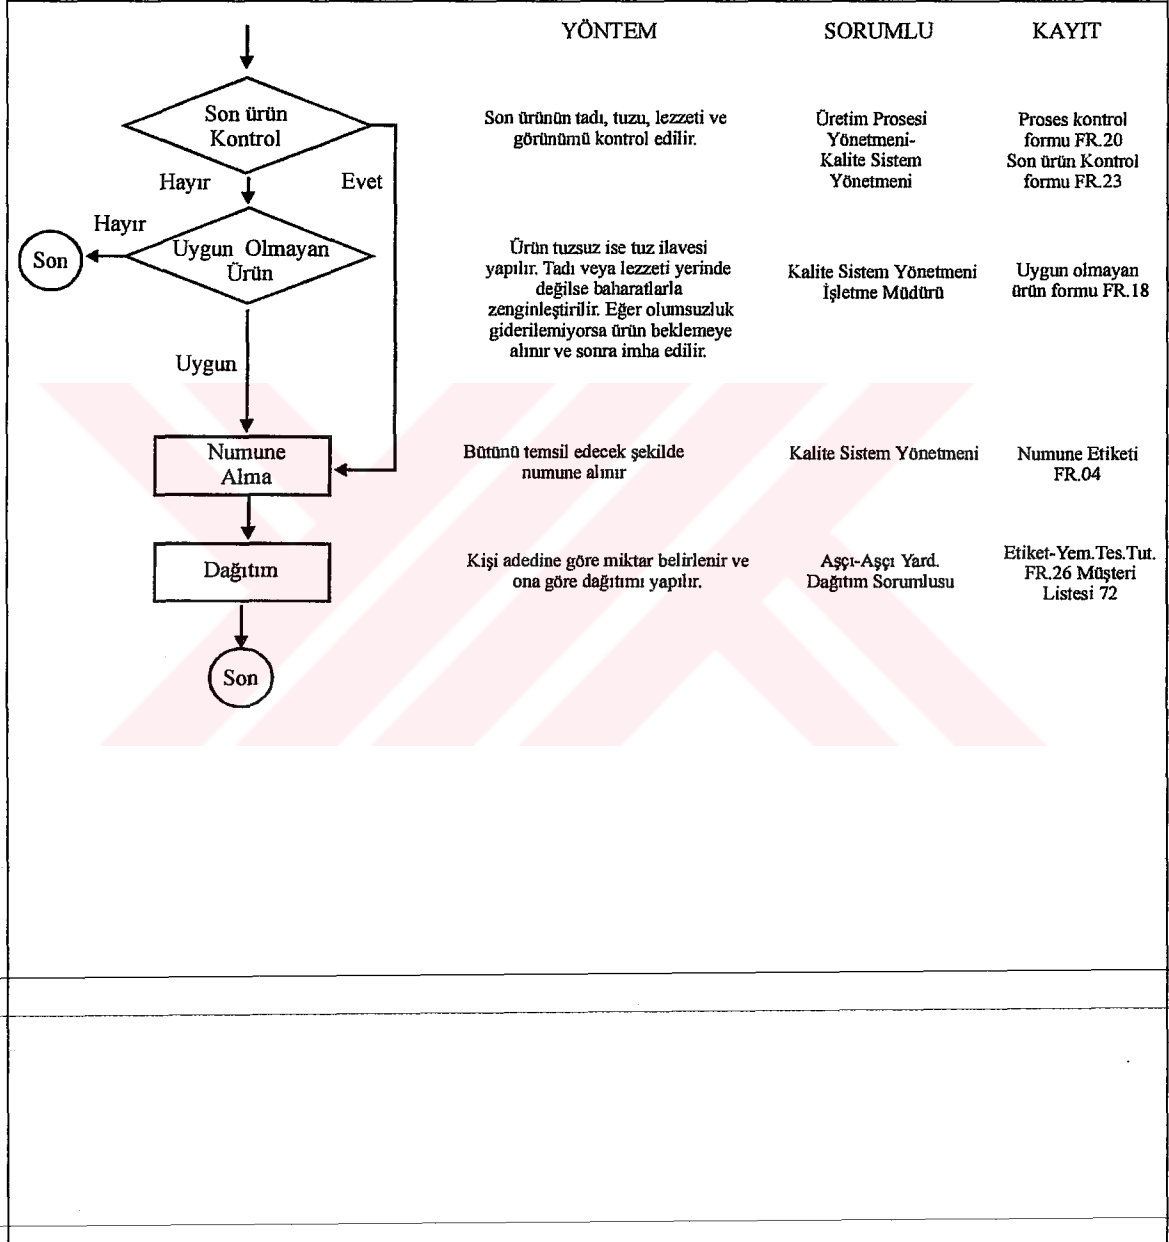 YÖNTEM
SORUMLU
KAYIT
Son ürün
Kontrol
Son ürünün tadı, tuzu, lezzeti ve
görünümü kontrol edilir.
Üretim Prosesi
Yönetmeni-
Kalite Sistem
Yönetmeni
Proses kontrol
formu FR.20
Son ürün Kontrol
formu FR.23
Hayır
Evet
Hayır
Son
Uygun Olmayan
Ürün
Ürün tuzsuz ise tuz ilavesi
yapılır. Tadı veya lezzeti yerinde
değilse baharatlarla
zenginleştirilir. Eğer olumsuzluk
giderilemiyorsa ürün beklemeye
alınır ve sonra imha edilir.
Kalite Sistem Yönetmeni
İşletme Müdürü
Uygun olmayan
ürün formu FR.18
Uygun
Numune
Alma
Bütünü temsil edecek şekilde
numune alınır
Kalite Sistem Yönetmeni
Numune Etiketi
FR.04
Dağıtım
Kişi adedine göre miktar belirlenir ve
ona göre dağıtımı yapılır.
Aşçı-Aşçı Yard.
Dağıtım Sorumlusu
Etiket-Yem.Tes.Tut.
FR.26 Müşteri
Listesi 72
Son